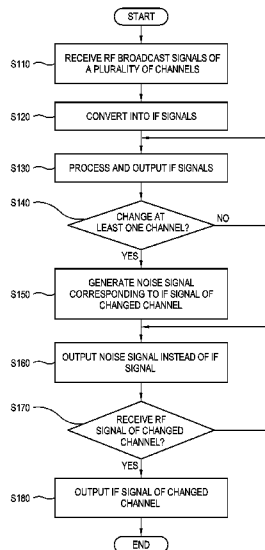 START
S110
RECEIVE RF BROADCAST SIGNALS OF
A PLURALITY OF CHANNELS
S120
CONVERT INTO IF SIGNALS
S130
PROCESS AND OUTPUT IF SIGNALS
S140
CHANGE AT
LEAST ONE CHANNEL?
NO
YES
S150
GENERATE NOISE SIGNAL
CORRESPONDING TO IF SIGNAL OF
CHANGED CHANNEL
S160
OUTPUT NOISE SIGNAL INSTEAD OF IF
SIGNAL
S170
RECEIVE RF
SIGNAL OF CHANGED
CHANNEL?
YES
S180
OUTPUT IF SIGNAL OF CHANGED
CHANNEL
END